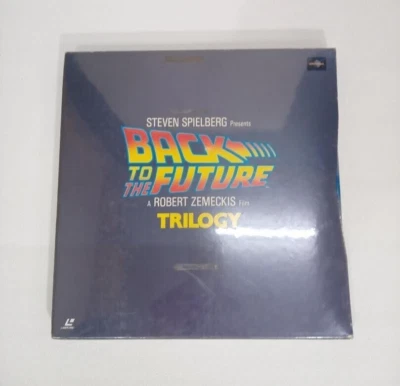 STEVEN SPIELBERG Presents
BACK
TO
THE FUTURE
A ROBERT ZEMECKIS Film
TRILOGY